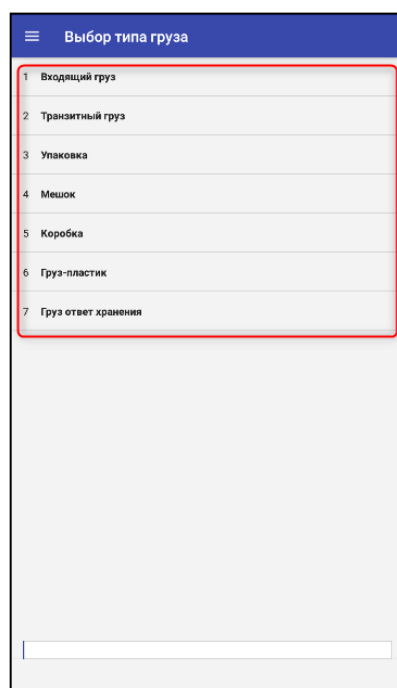 Выбор типа груза
1 Входящий груз
2 Транзитный груз
3 Упаковка
4 Мешок
5 Коробка
6 Груз-пластик
7 Груз ответ хранения